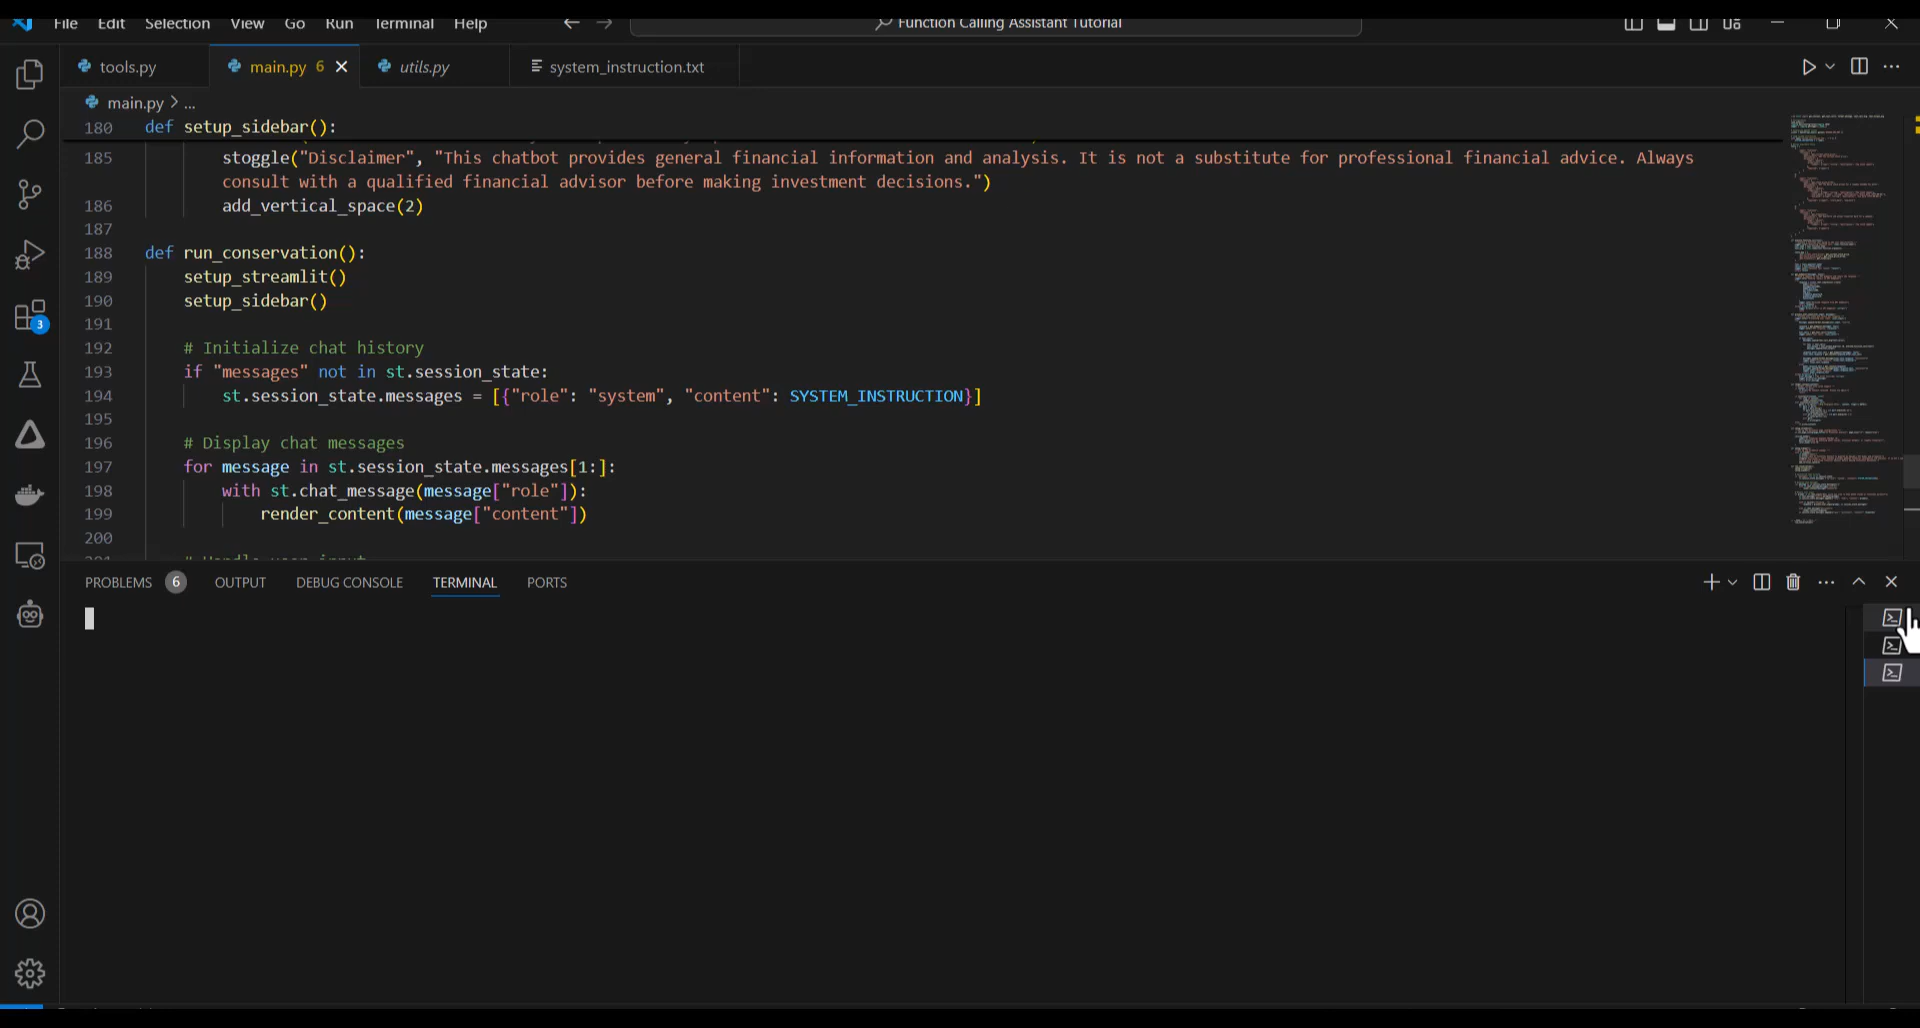 File Edit Selection View Go Run Terminal Help Function Calling Assistant Tutorial
tools.py main.py 6 utils.py system_instruction.txt
main.py > ...
180 def setup_sidebar():
185 stoggle("Disclaimer", "This chatbot provides general financial information and analysis. It is not a substitute for professional financial advice. Always
consult with a qualified financial advisor before making investment decisions.")
186 add_vertical_space(2)
187
188 def run_conservation():
189 setup_streamlit()
190 setup_sidebar()
191
192 # Initialize chat history
193 if "messages" not in st.session_state:
194 st.session_state.messages = [{"role": "system", "content": SYSTEM_INSTRUCTION}]
195
196 # Display chat messages
197 for message in st.session_state.messages[1:]:
198 with st.chat_message(message["role"]):
199 render_content(message["content"])
200
3
PROBLEMS 6 OUTPUT DEBUG CONSOLE TERMINAL PORTS